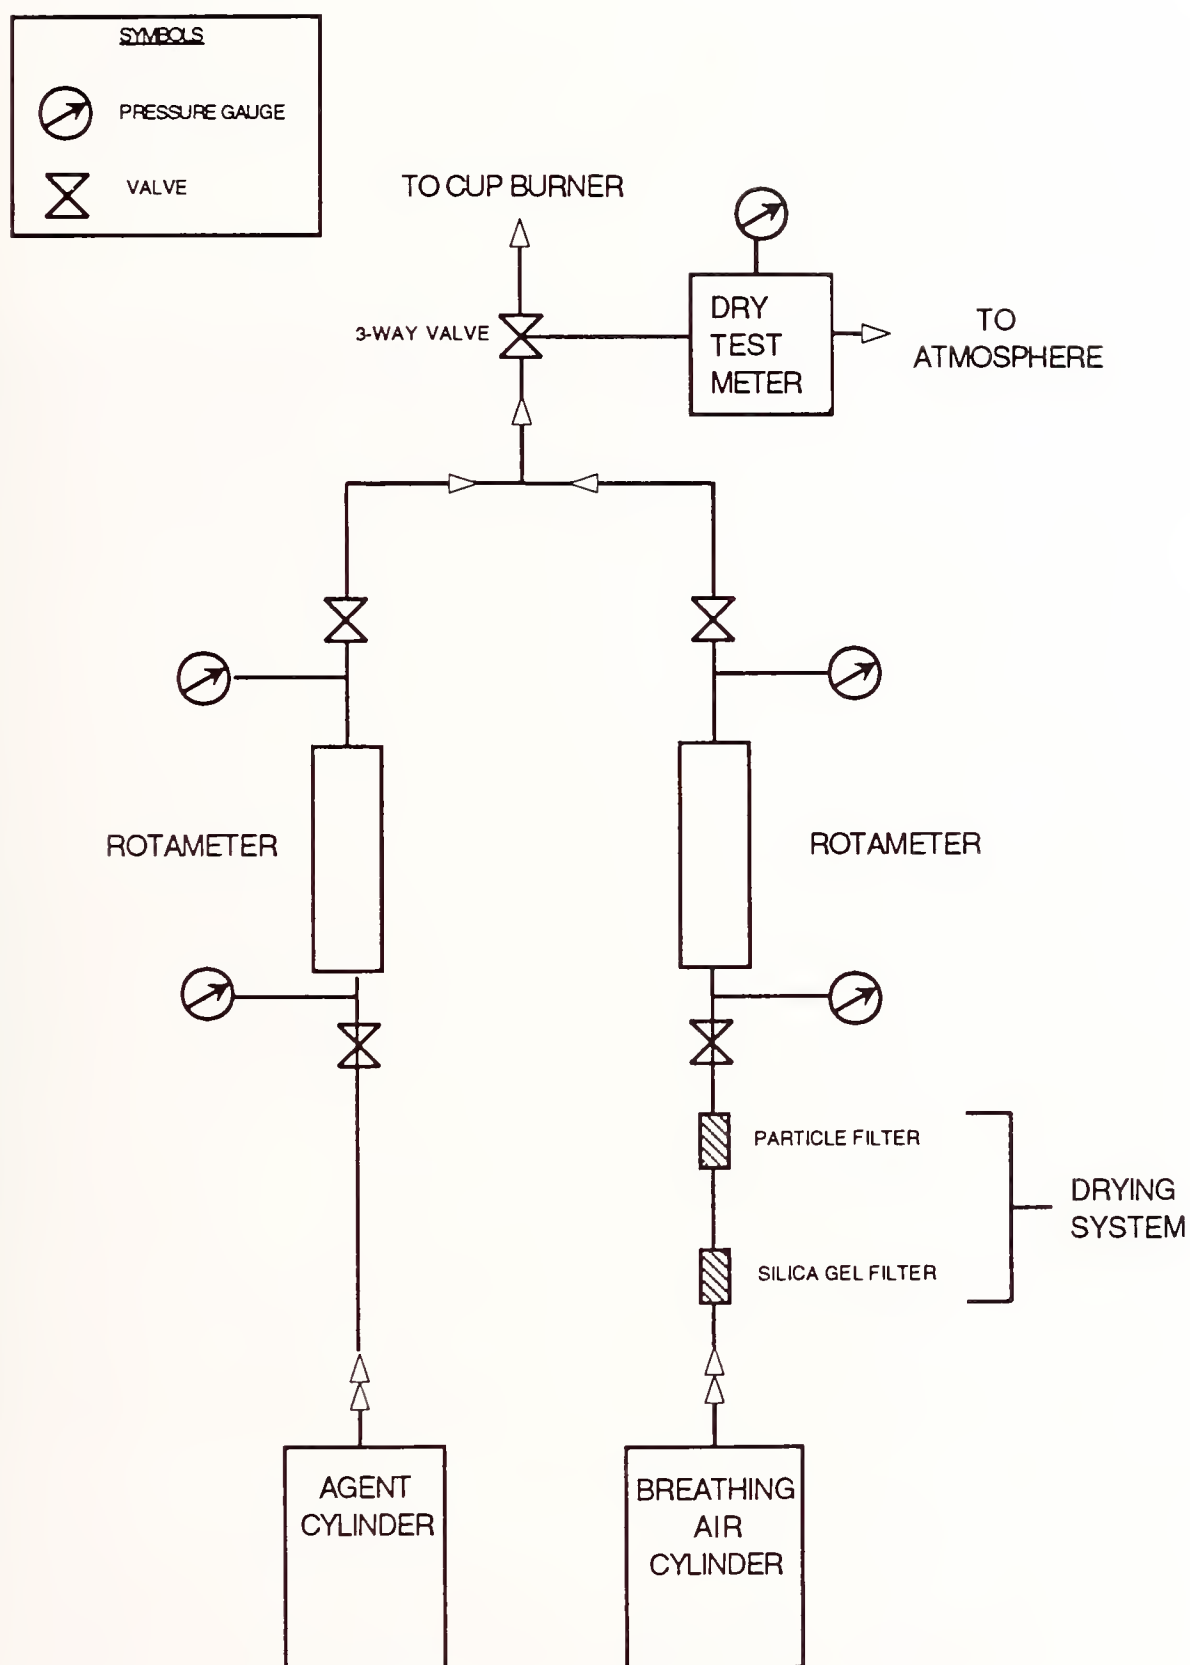 SYMBOLS
PRESSURE GAUGE
VALVE
TO CUP BURNER
3-WAY VALVE
DRY
TEST
METER
TO
ATMOSPHERE
ROTAMETER
ROTAMETER
PARTICLE FILTER
SILICA GEL FILTER
DRYING
SYSTEM
AGENT
CYLINDER
BREATHING
AIR
CYLINDER